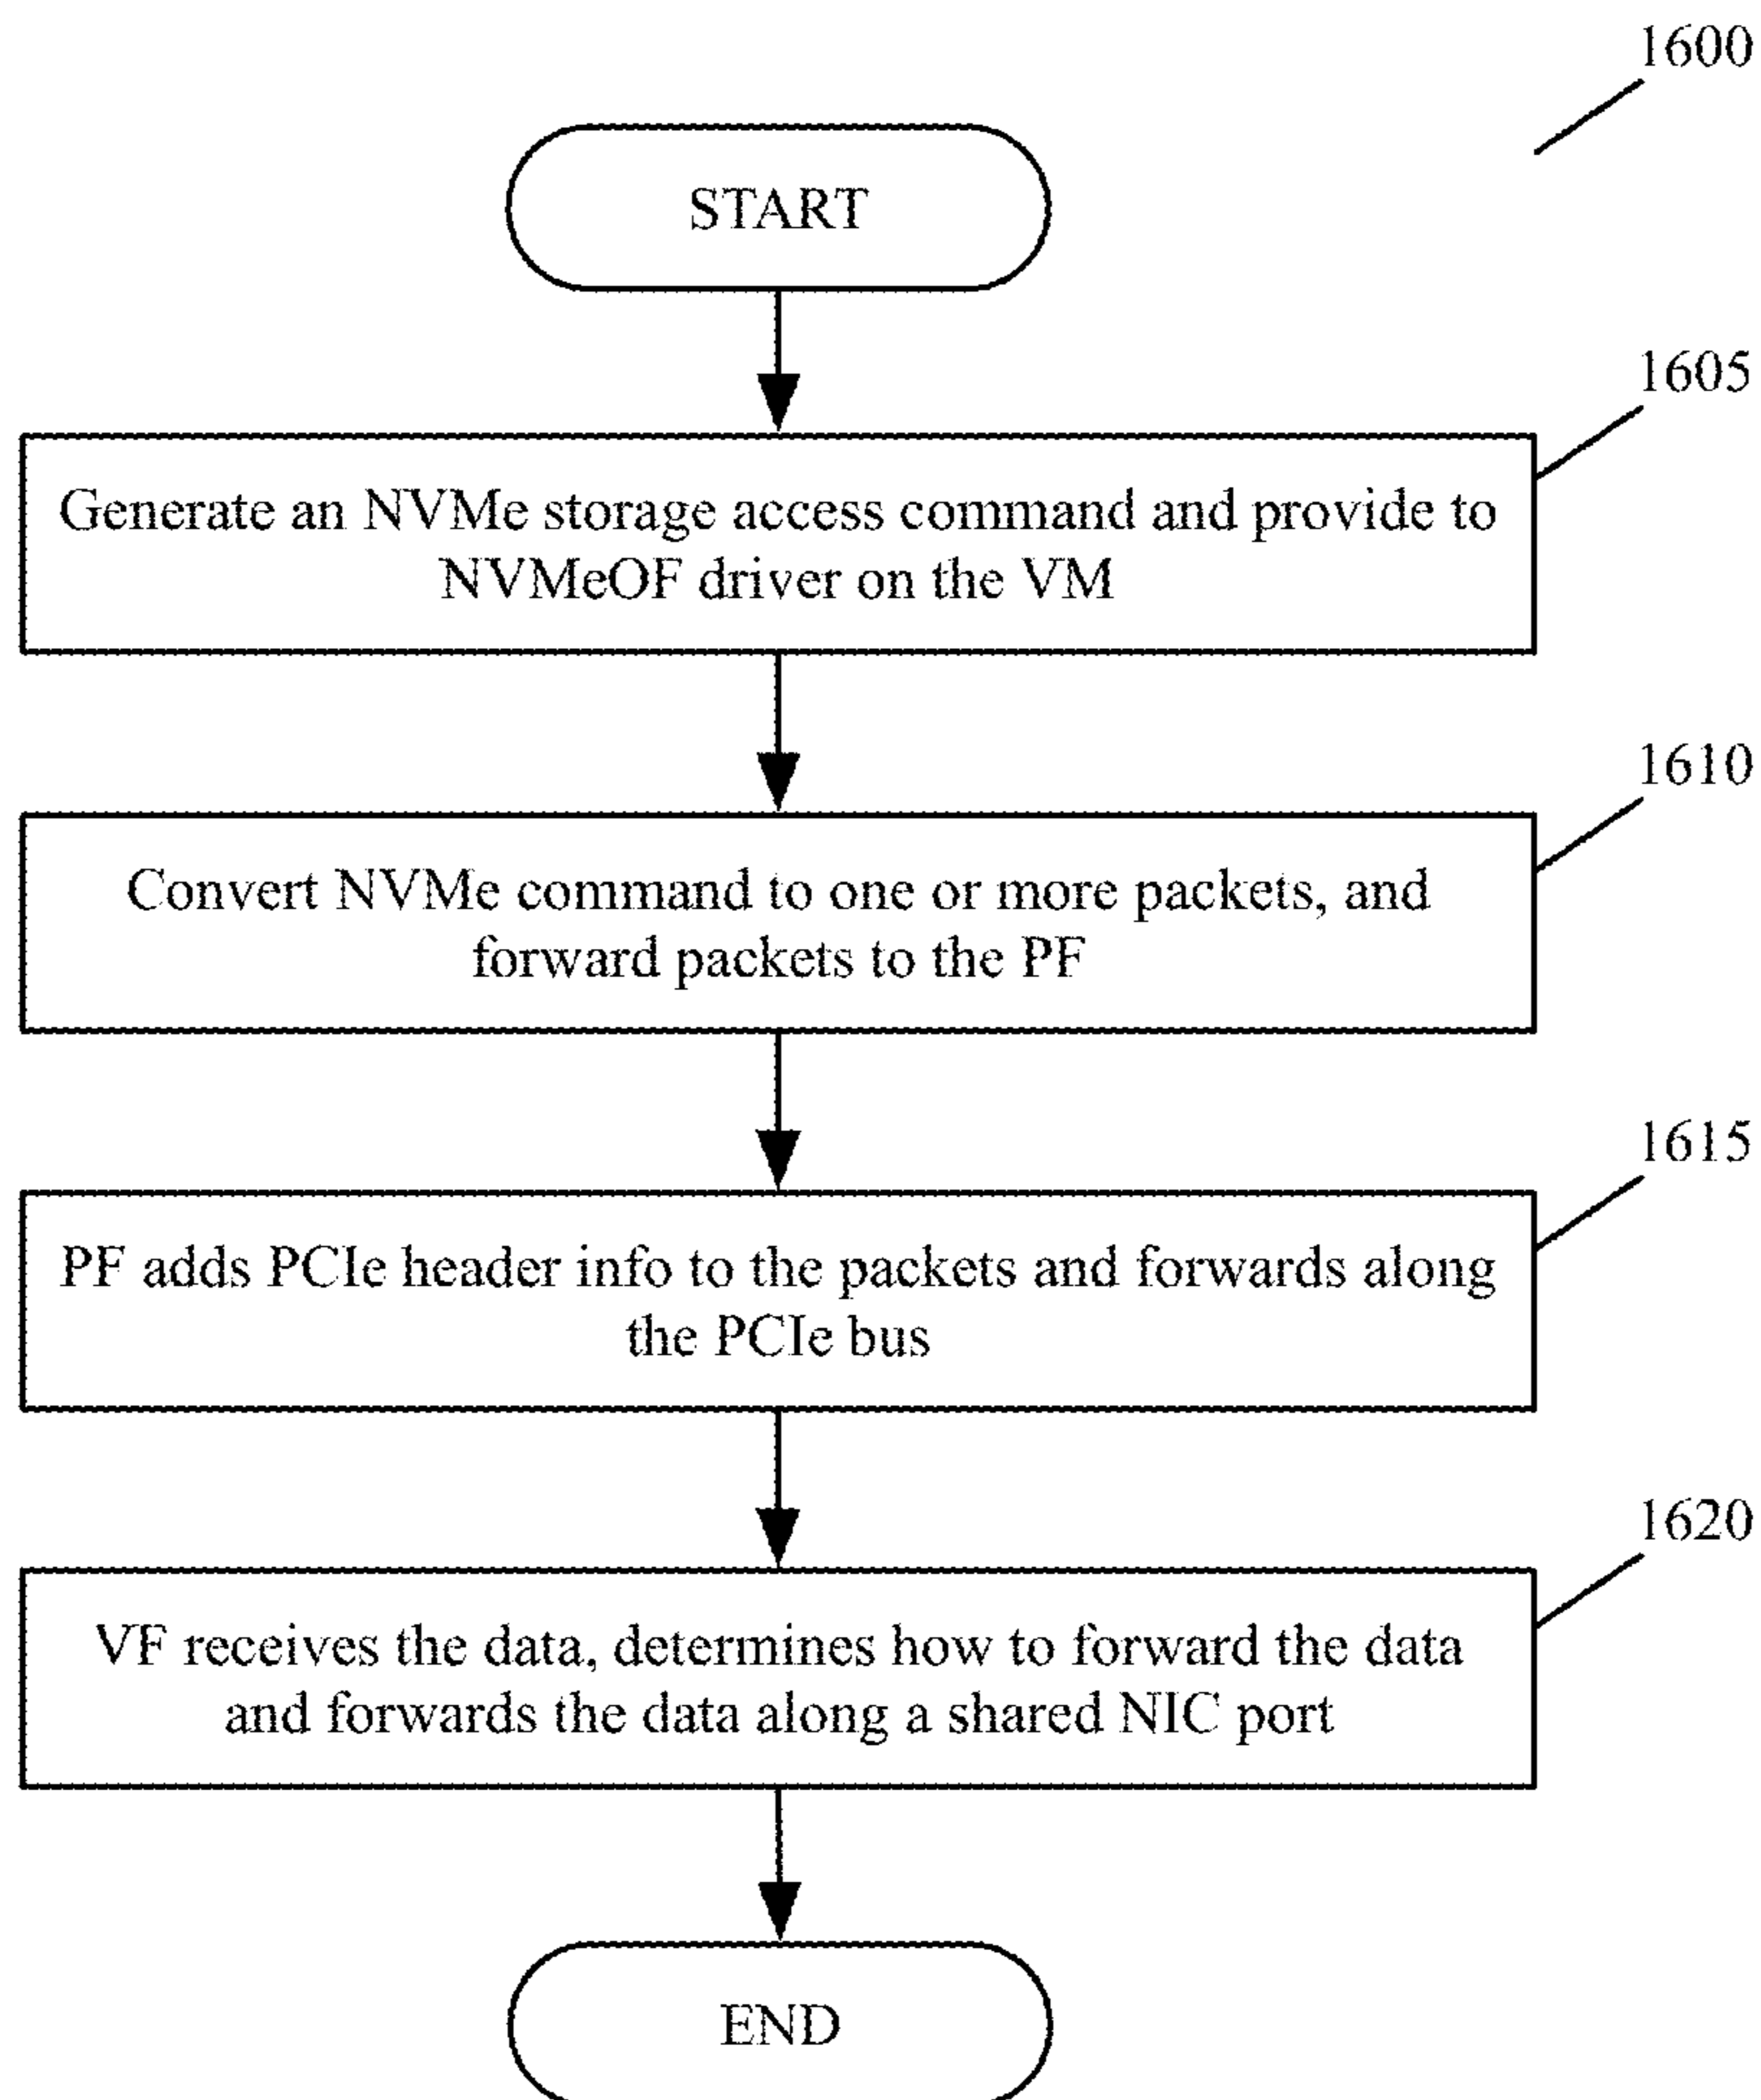 1600
START
1605
Generate an NVMe storage access command and provide to
NVMeOF driver on the VM
1610
Convert NVMe command to one or more packets, and
forward packets to the PF
1615
PF adds PCIe header info to the packets and forwards along
the PCIe bus
1620
VF receives the data, determines how to forward the data
and forwards the data along a shared NIC port
END